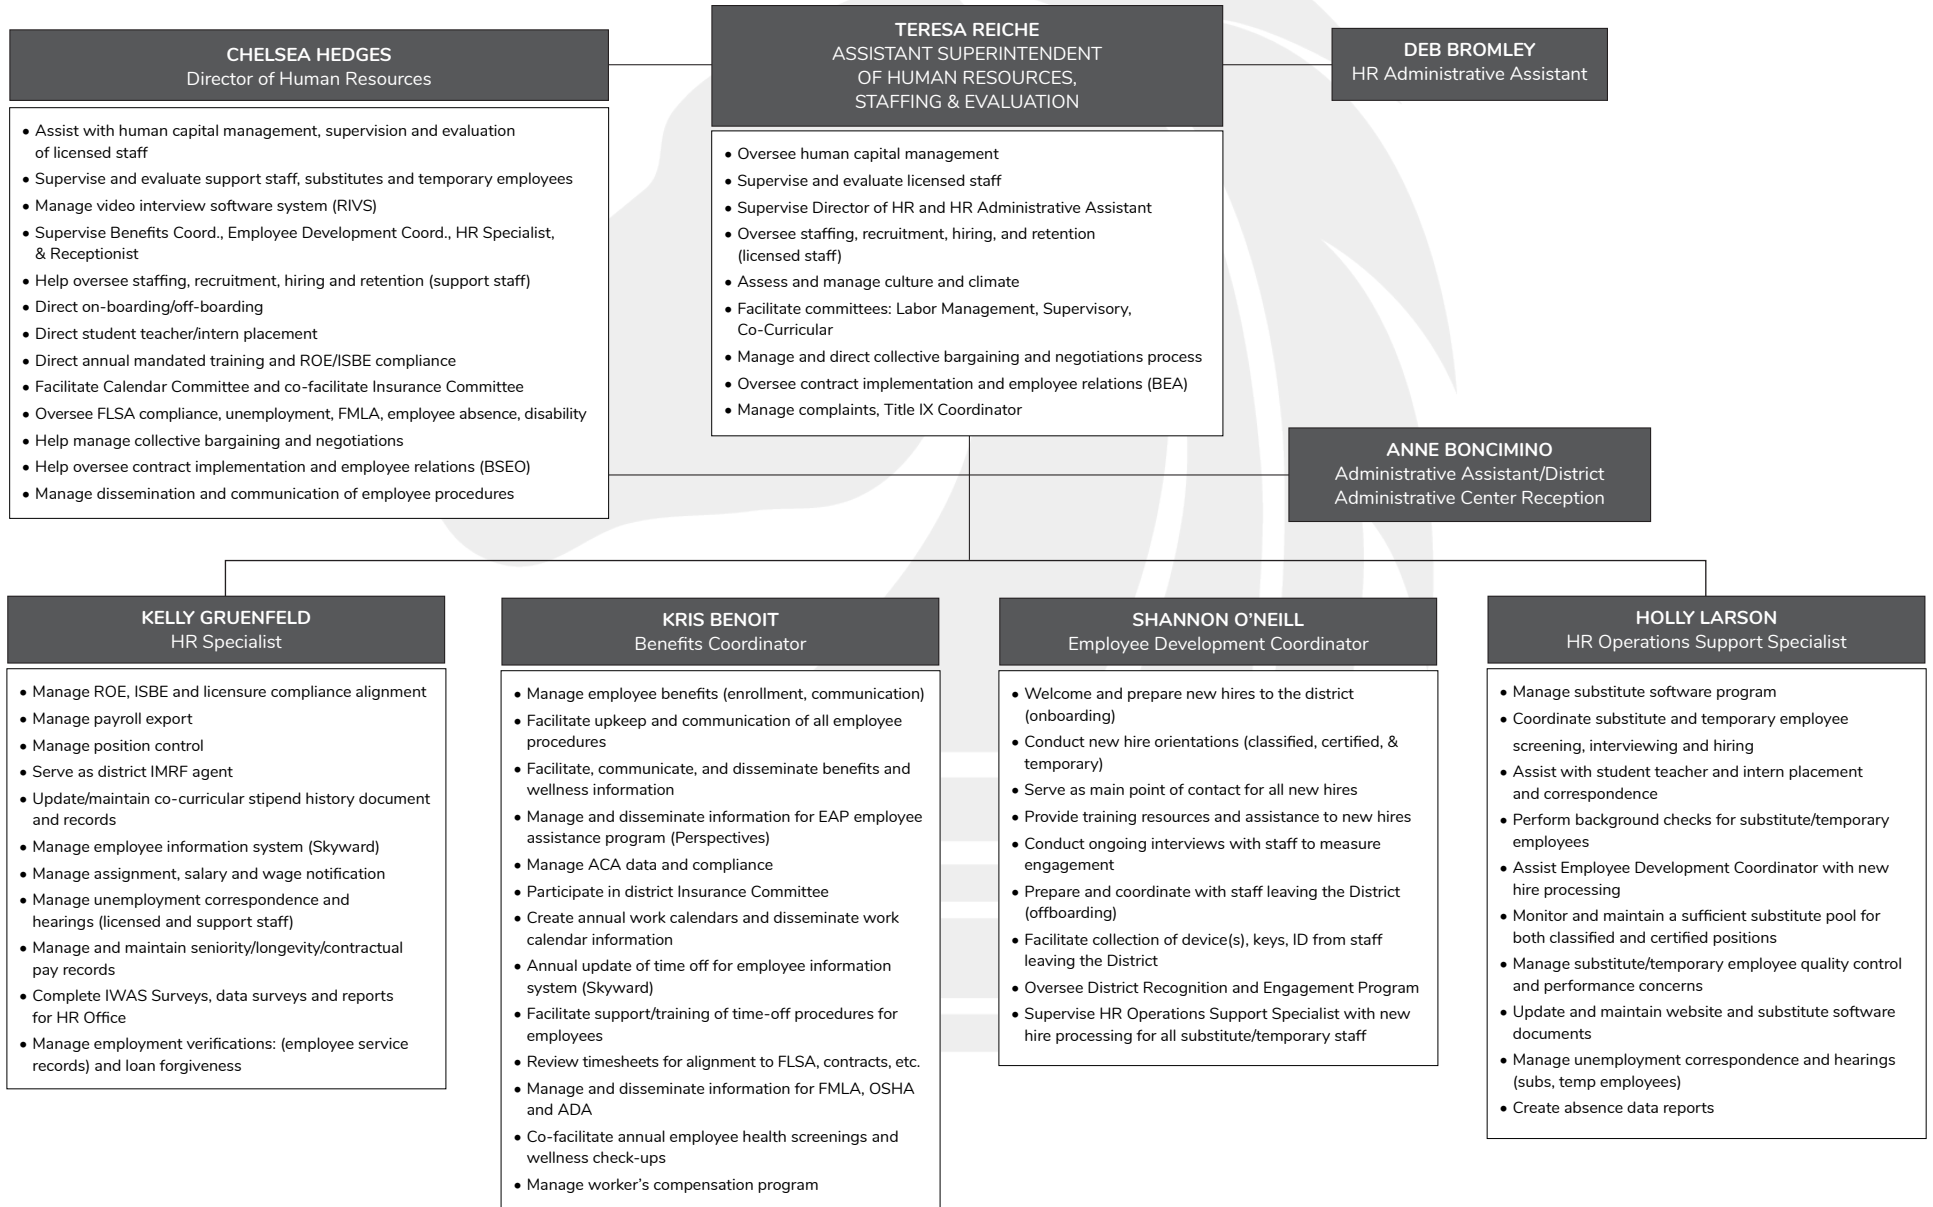 CHELSEA HEDGES
Director of Human Resources
• Assist with human capital management, supervision and evaluation
of licensed staff
• Supervise and evaluate support staff, substitutes and temporary employees
• Manage video interview software system (RIVS)
• Supervise Benefits Coord., Employee Development Coord., HR Specialist,
& Receptionist
• Help oversee staffing, recruitment, hiring and retention (support staff)
• Direct on-boarding/off-boarding
• Direct student teacher/intern placement
• Direct annual mandated training and ROE/ISBE compliance
• Facilitate Calendar Committee and co-facilitate Insurance Committee
• Oversee FLSA compliance, unemployment, FMLA, employee absence, disability
• Help manage collective bargaining and negotiations
• Help oversee contract implementation and employee relations (BSEO)
• Manage dissemination and communication of employee procedures
TERESA REICHE
ASSISTANT SUPERINTENDENT
OF HUMAN RESOURCES,
STAFFING & EVALUATION
• Oversee human capital management
• Supervise and evaluate licensed staff
• Supervise Director of HR and HR Administrative Assistant
• Oversee staffing, recruitment, hiring, and retention
(licensed staff)
• Assess and manage culture and climate
• Facilitate committees: Labor Management, Supervisory,
Co-Curricular
• Manage and direct collective bargaining and negotiations process
• Oversee contract implementation and employee relations (BEA)
• Manage complaints, Title IX Coordinator
DEB BROMLEY
HR Administrative Assistant
ANNE BONCIMINO
Administrative Assistant/District
Administrative Center Reception
KELLY GRUENFELD
HR Specialist
• Manage ROE, ISBE and licensure compliance alignment
• Manage payroll export
• Manage position control
• Serve as district IMRF agent
• Update/maintain co-curricular stipend history document
and records
• Manage employee information system (Skyward)
• Manage assignment, salary and wage notification
• Manage unemployment correspondence and
hearings (licensed and support staff)
• Manage and maintain seniority/longevity/contractual
pay records
• Complete IWAS Surveys, data surveys and reports
for HR Office
• Manage employment verifications: (employee service
records) and loan forgiveness
KRIS BENOIT
Benefits Coordinator
• Manage employee benefits (enrollment, communication)
• Facilitate upkeep and communication of all employee
procedures
• Facilitate, communicate, and disseminate benefits and
wellness information
• Manage and disseminate information for EAP employee
assistance program (Perspectives)
• Manage ACA data and compliance
• Participate in district Insurance Committee
• Create annual work calendars and disseminate work
calendar information
• Annual update of time off for employee information
system (Skyward)
• Facilitate support/training of time-off procedures for
employees
• Review timesheets for alignment to FLSA, contracts, etc.
• Manage and disseminate information for FMLA, OSHA
and ADA
• Co-facilitate annual employee health screenings and
wellness check-ups
• Manage worker's compensation program
SHANNON O'NEILL
Employee Development Coordinator
• Welcome and prepare new hires to the district
(onboarding)
• Conduct new hire orientations (classified, certified, &
temporary)
• Serve as main point of contact for all new hires
• Provide training resources and assistance to new hires
• Conduct ongoing interviews with staff to measure
engagement
• Prepare and coordinate with staff leaving the District
(offboarding)
• Facilitate collection of device(s), keys, ID from staff
leaving the District
• Oversee District Recognition and Engagement Program
• Supervise HR Operations Support Specialist with new
hire processing for all substitute/temporary staff
HOLLY LARSON
HR Operations Support Specialist
• Manage substitute software program
• Coordinate substitute and temporary employee
screening, interviewing and hiring
• Assist with student teacher and intern placement
and correspondence
• Perform background checks for substitute/temporary
employees
• Assist Employee Development Coordinator with new
hire processing
• Monitor and maintain a sufficient substitute pool for
both classified and certified positions
• Manage substitute/temporary employee quality control
and performance concerns
• Update and maintain website and substitute software
documents
• Manage unemployment correspondence and hearings
(subs, temp employees)
• Create absence data reports